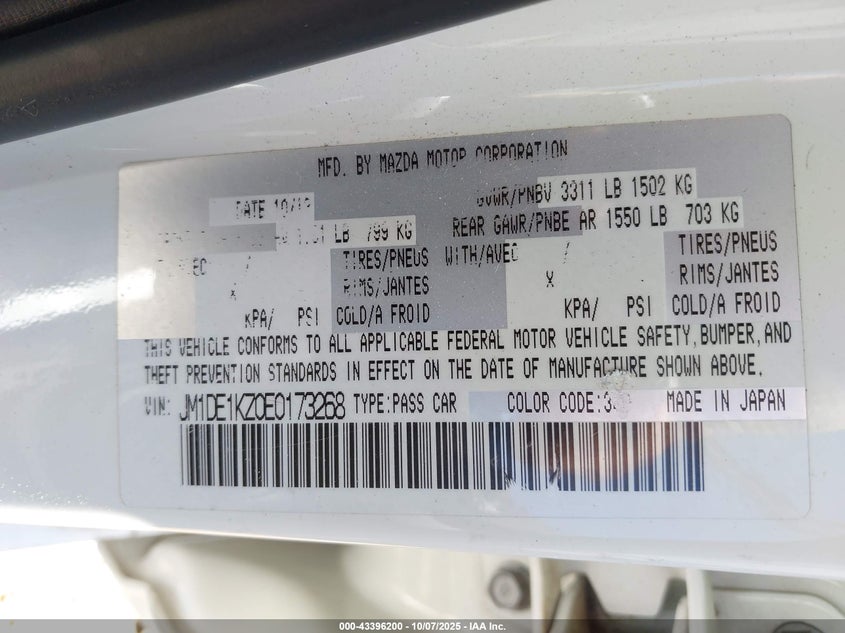 MFD. BY MAZDA MOTOR CORPORATION
DATE GVWR/PNBV 3311 LB 1502 KG
LB 799 KG REAR GAWR/PNBE AR 1550 LB 703 KG
/ TIRES/PNEUS WITH/AVEC / TIRES/PNEUS
X RIMS/JANTES X RIMS/JANTES
KPA/ PSI COLD/A FROID KPA/ PSI COLD/A FROID
THIS VEHICLE CONFORMS TO ALL APPLICABLE FEDERAL MOTOR VEHICLE SAFETY, BUMPER, AND
THEFT PREVENTION STANDARDS IN EFFECT ON THE DATE OF MANUFACTURE SHOWN ABOVE.
VIN: JM1DE1KZ0E0173268 TYPE:PASS CAR COLOR CODE: MADE IN JAPAN
000-43396200 - 10/07/2025 - IAA Inc.